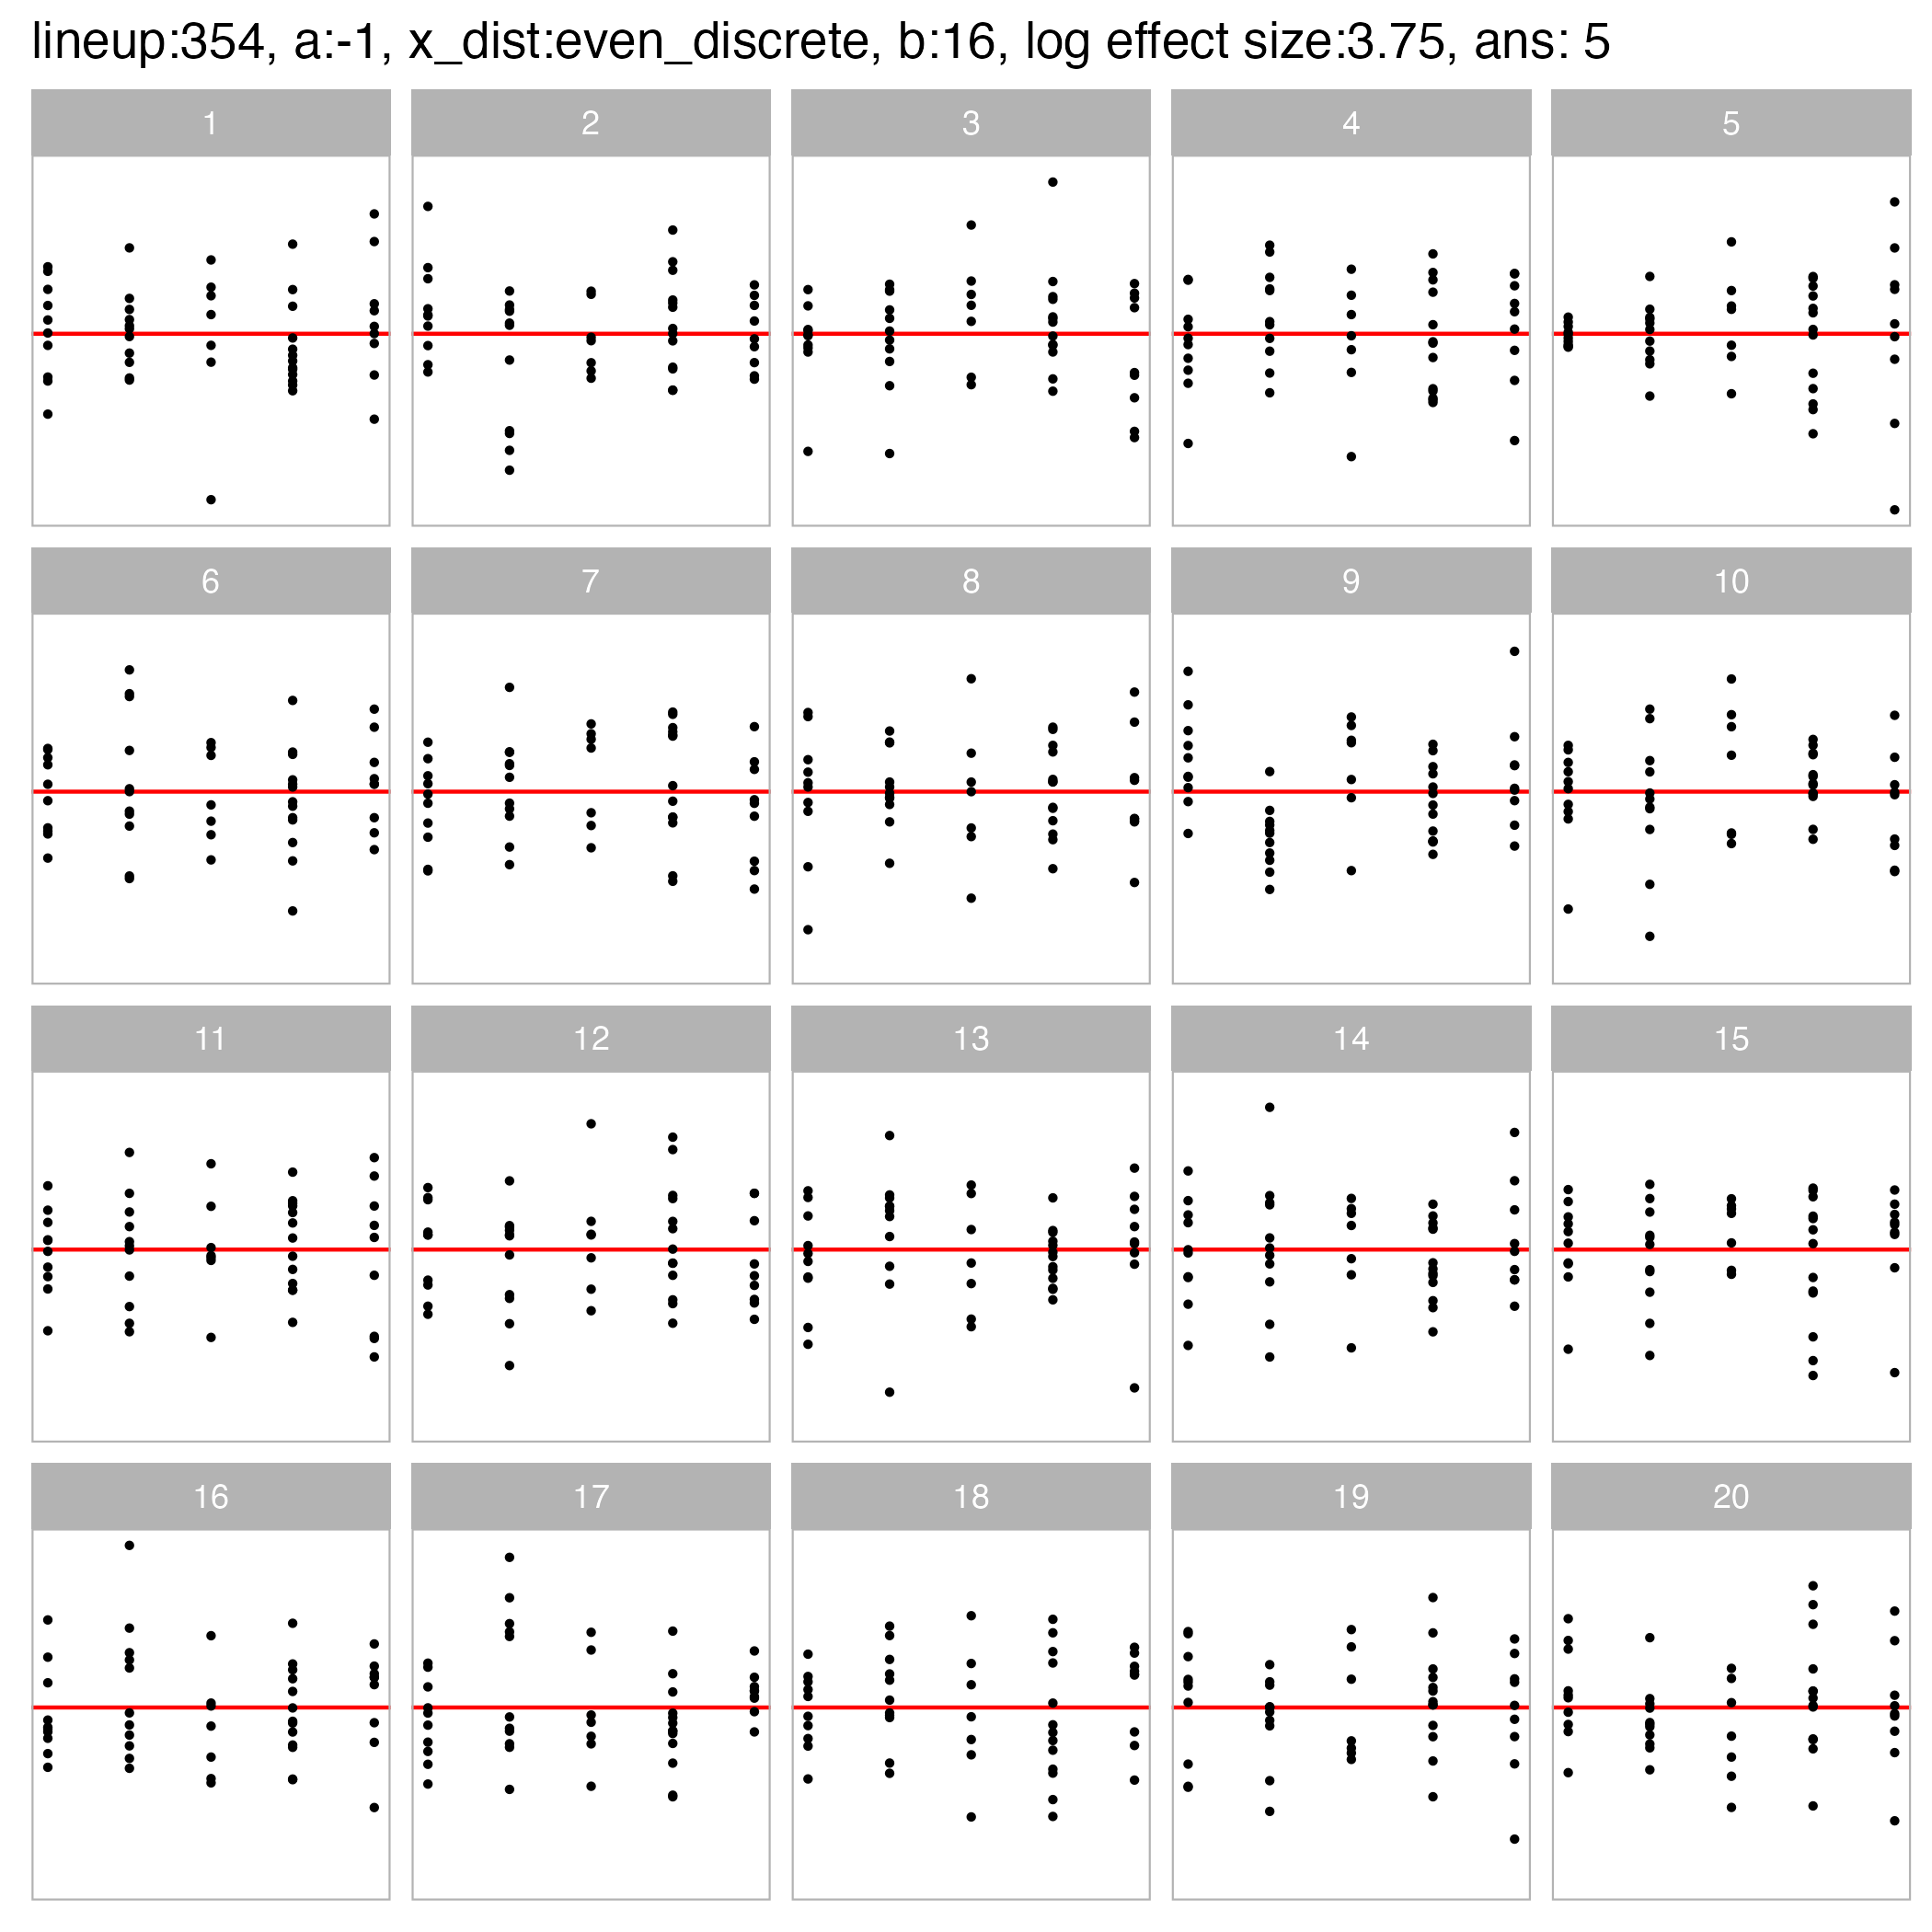 lineup:354, a:-1, x_dist:even_discrete, b:16, log effect size:3.75, ans: 5
1 2 3 4 5
6 7 8 9 10
11 12 13 14 15
16 17 18 19 20